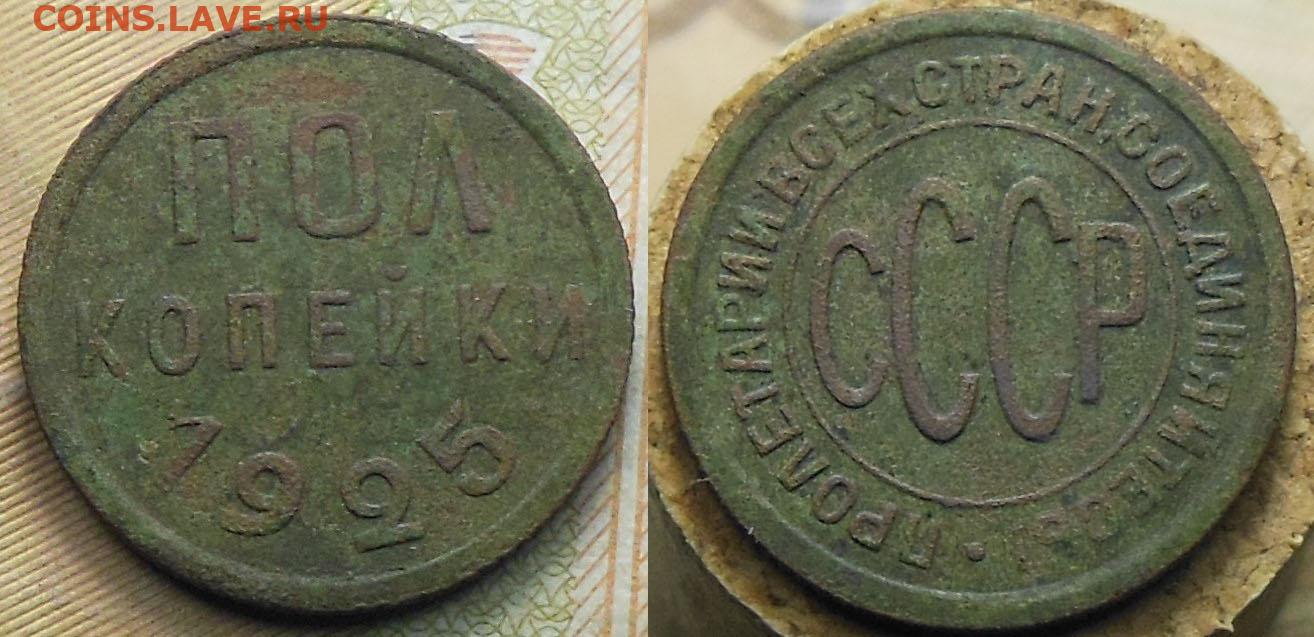 COINS.LAVE.RU
ПОЛ
КОПЕЙКИ
1925
ПРОЛЕТАРИИ ВСЕХ СТРАН, СОЕДИНЯЙТЕСЬ!
СССР